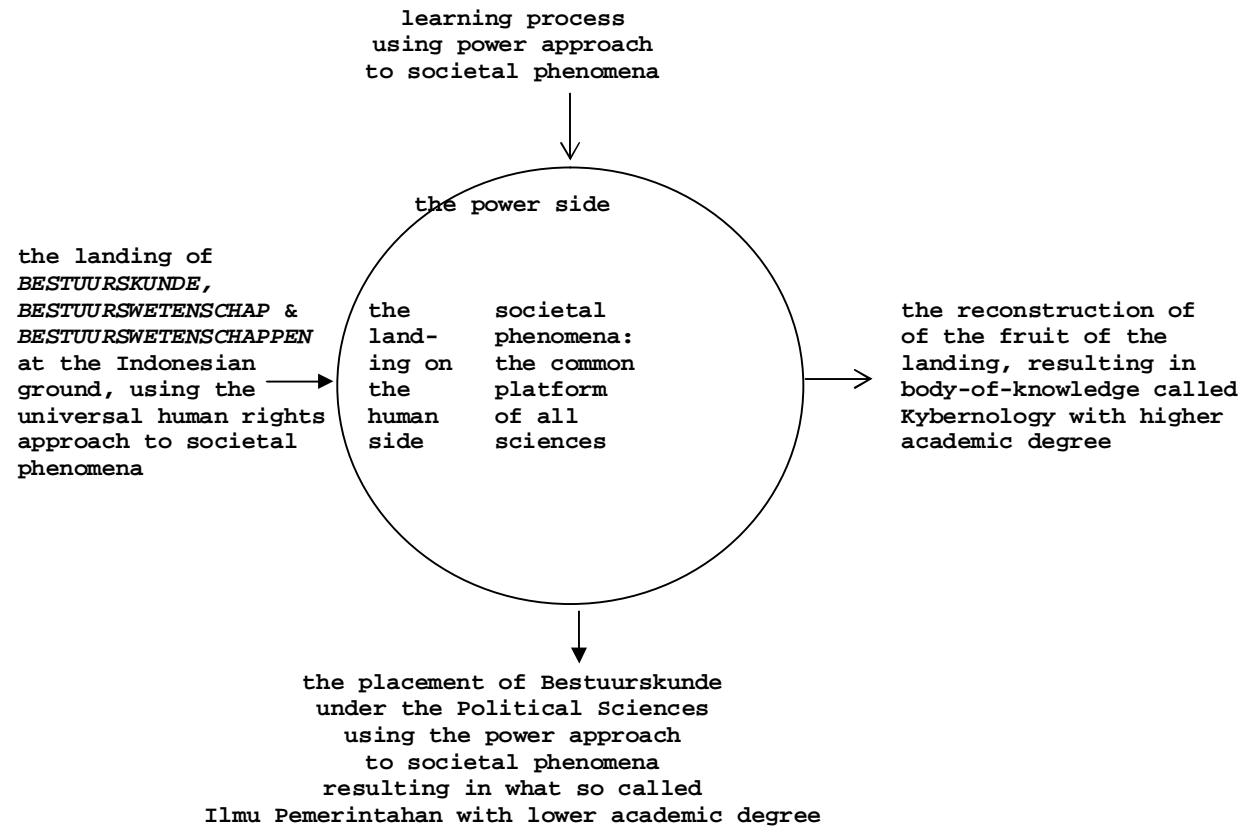 learning process
using power approach
to societal phenomena
the power side
the landing of
BESTUURSKUNDE,
BESTUURSWETENSCHAP &
BESTUURSWETENSCHAPPEN
at the Indonesian
ground, using the
universal human rights
approach to societal
phenomena
the
land-
ing on
the
human
side
societal
phenomena:
the common
platform
of all
sciences
the reconstruction of
of the fruit of the
landing, resulting in
body-of-knowledge called
Kybernology with higher
academic degree
the placement of Bestuurskunde
under the Political Sciences
using the power approach
to societal phenomena
resulting in what so called
Ilmu Pemerintahan with lower academic degree